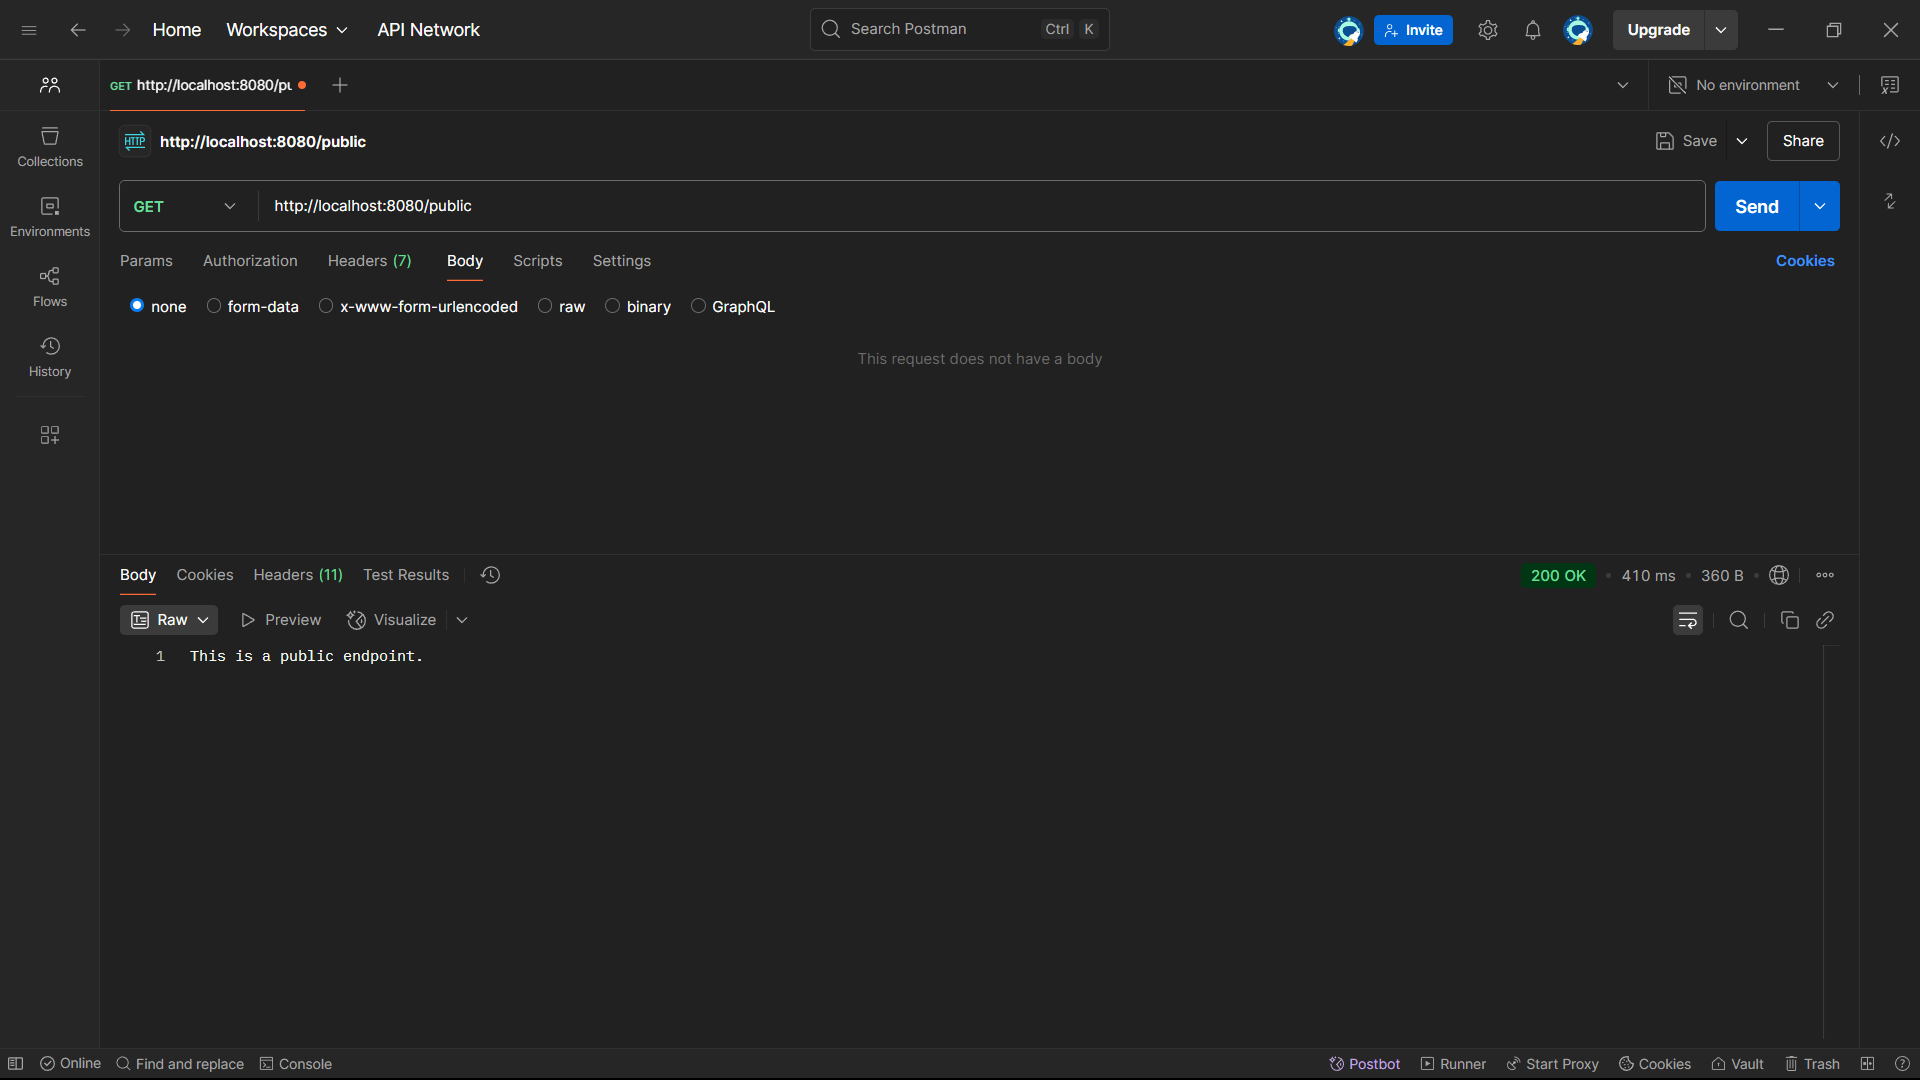 Home Workspaces API Network Search Postman Ctrl K Invite Upgrade
GET http://localhost:8080/pu No environment
HTTP http://localhost:8080/public Save Share
Collections
GET http://localhost:8080/public Send
Environments
Params Authorization Headers (7) Body Scripts Settings Cookies
none form-data x-www-form-urlencoded raw binary GraphQL
Flows
This request does not have a body
History
Body Cookies Headers (11) Test Results 200 OK • 410 ms • 360 B •
Raw Preview Visualize
1 This is a public endpoint.
Online Find and replace Console Postbot Runner Start Proxy Cookies Vault Trash